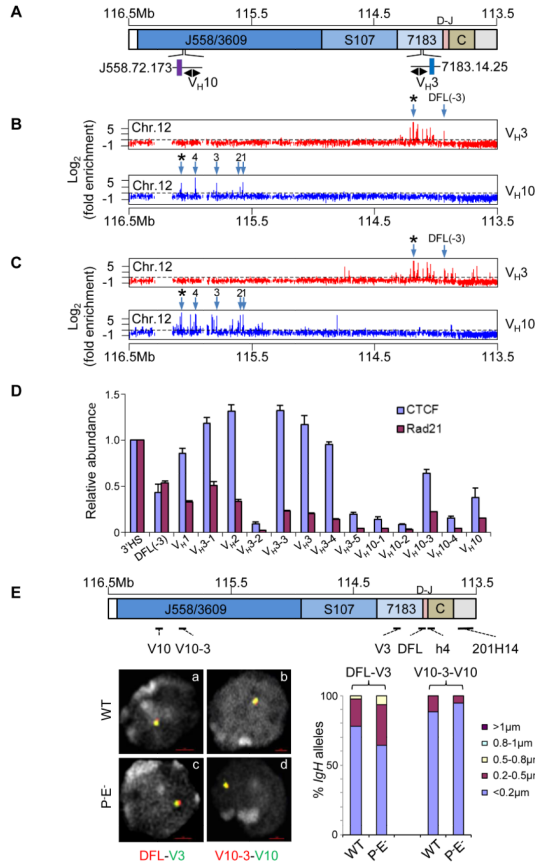 A
116.5Mb 115.5 114.5 113.5
D-J
J558/3609 S107 7183 C
J558.72.173 7183.14.25
VH10 VH3
* DFL(-3)
B
Log2 (fold enrichment)
5
-1
Chr.12
VH3
* 4 3 21
5
-1
Chr.12
VH10
116.5Mb 115.5 114.5 113.5
* DFL(-3)
C
Log2 (fold enrichment)
5
-1
Chr.12
VH3
* 4 3 21
5
-1
Chr.12
VH10
116.5Mb 115.5 114.5 113.5
D
Relative abundance
1.5
1.0
0.5
0
CTCF
Rad21
3'HS DFL(-3) VH1 VH3-1 VH2 VH3-2 VH3-3 VH3 VH3-4 VH3-5 VH10-1 VH10-2 VH10-3 VH10-4 VH10
116.5Mb 115.5 114.5 113.5
E
D-J
J558/3609 S107 7183 C
V10 V10-3 V3 DFL h4 201H14
WT
a b
P-E-
c d
DFL-V3 V10-3-V10
DFL-V3 V10-3-V10
% IgH alleles
100
80
60
40
20
0
WT P-E- WT P-E-
>1μm
0.8-1μm
0.5-0.8μm
0.2-0.5μm
<0.2μm